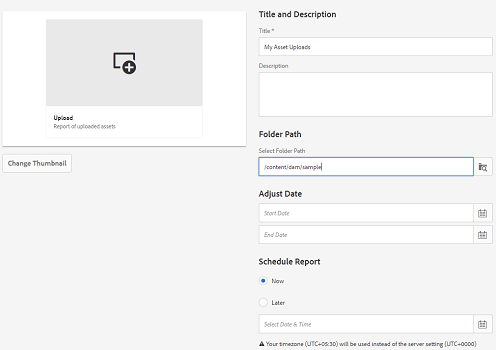 Upload
Report of uploaded assets
Change Thumbnail
Title and Description
Title *
My Asset Uploads
Description
Folder Path
Select Folder Path
/content/dam/sample
Adjust Date
Start Date
End Date
Schedule Report
Now
Later
Select Date & Time
Your timezone (UTC+05:30) will be used instead of the server setting (UTC+0000)